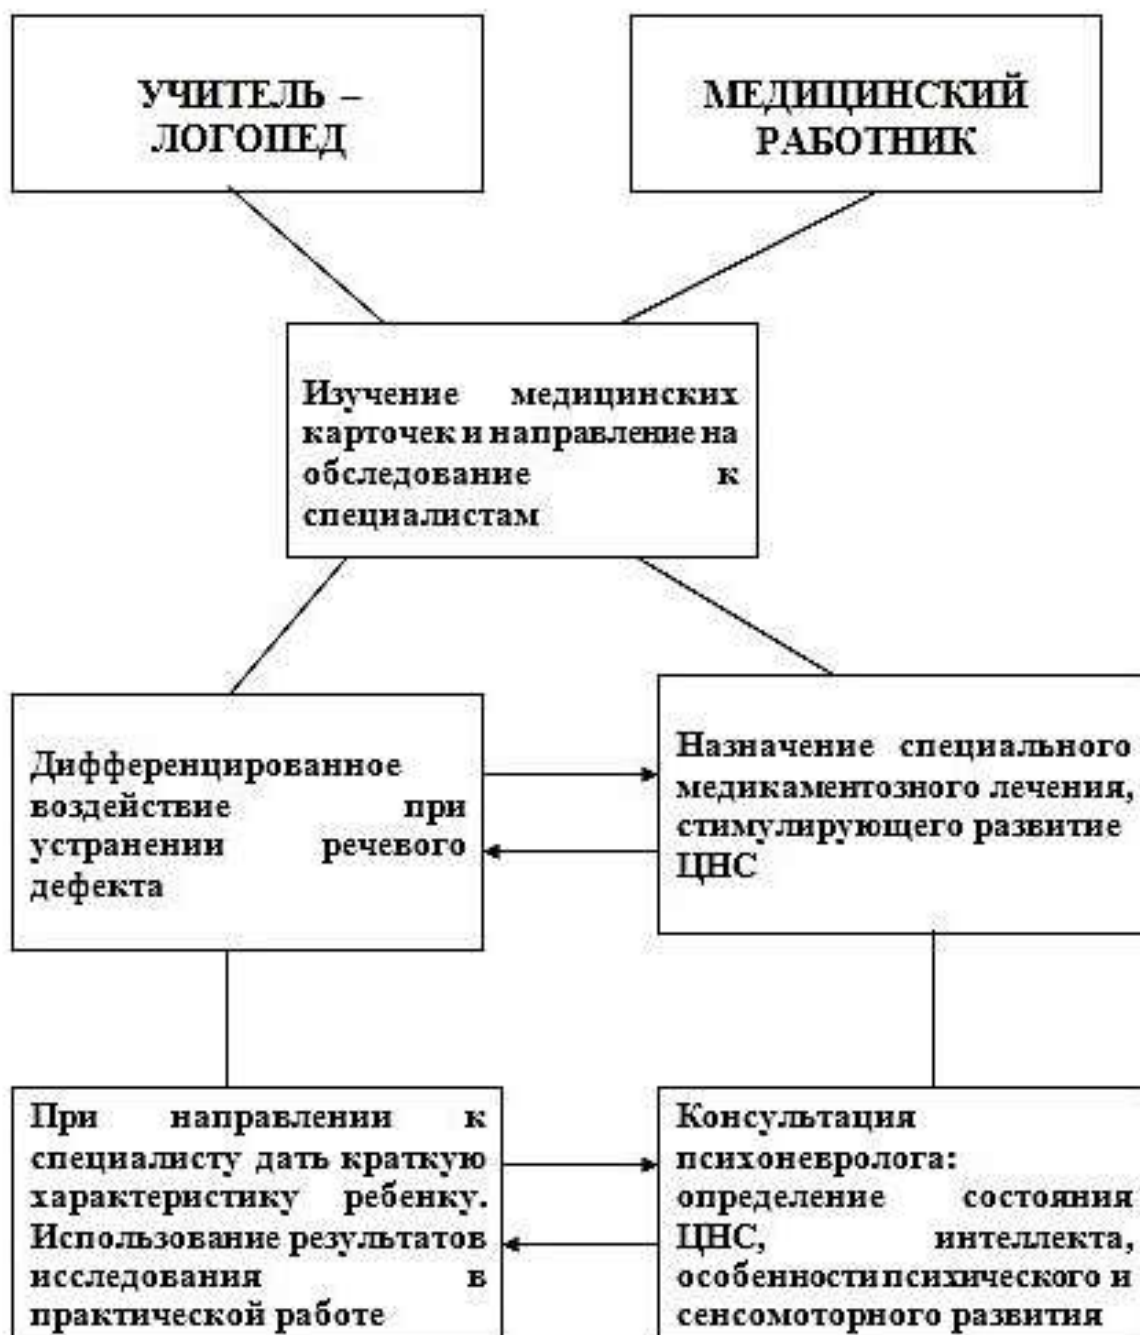 УЧИТЕЛЬ –
ЛОГОПЕД
МЕДИЦИНСКИЙ
РАБОТНИК
Изучение медицинских
карточек и направление на
обследование к
специалистам
Дифференцированное
воздействие при
устранении речевого
дефекта
Назначение специального
медикаментозного лечения,
стимулирующего развитие
ЦНС
При направлении к
специалисту дать краткую
характеристику ребенку.
Использование результатов
исследования в
практической работе
Консультация
психоневролога:
определение состояния
ЦНС, интеллекта,
особенности психического и
сенсомоторного развития